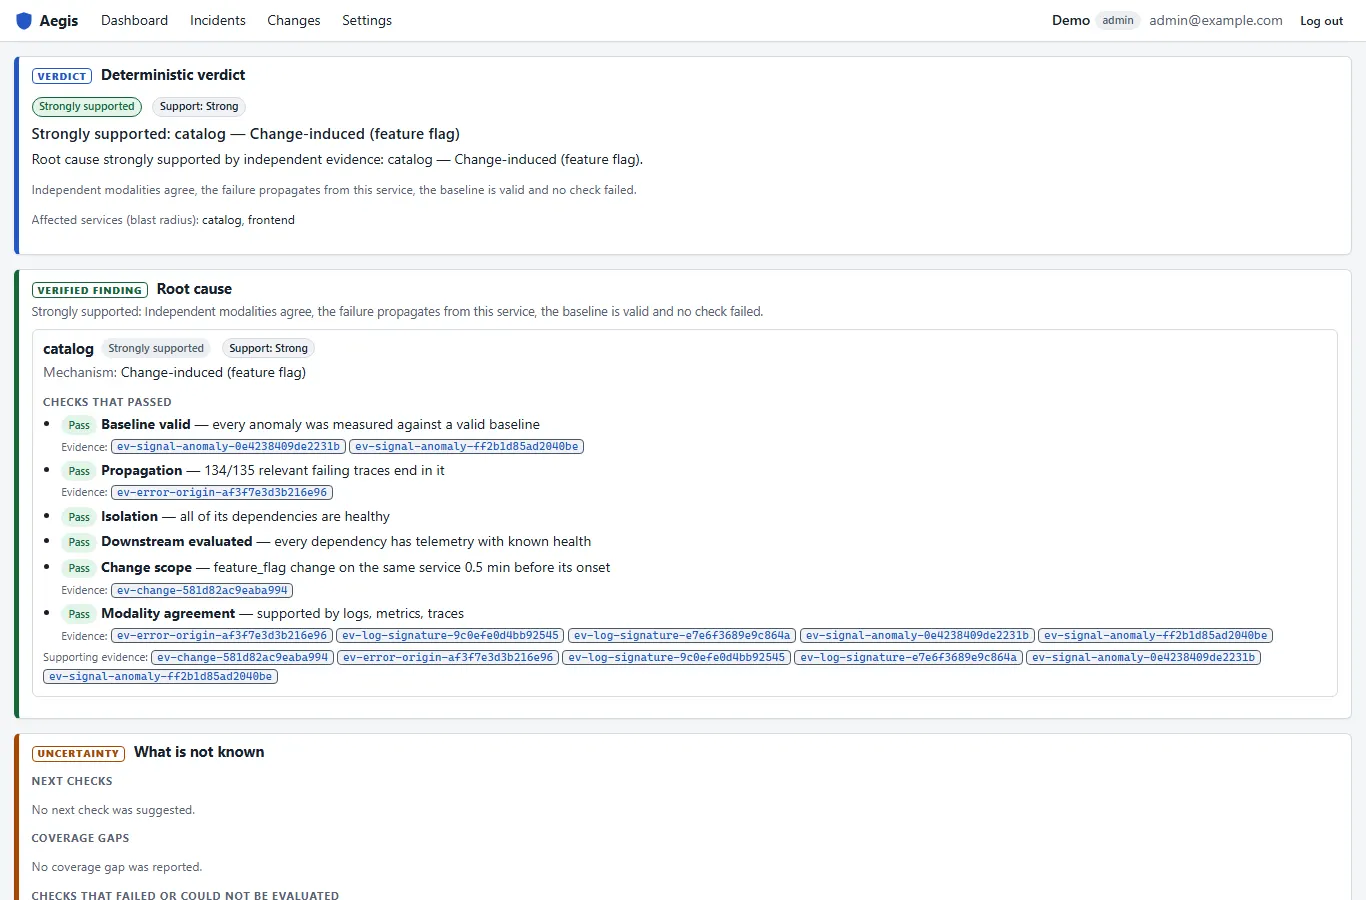 Aegis Dashboard Incidents Changes Settings Demo admin admin@example.com Log out
VERDICT Deterministic verdict
Strongly supported Support: Strong
Strongly supported: catalog — Change-induced (feature flag)
Root cause strongly supported by independent evidence: catalog — Change-induced (feature flag).
Independent modalities agree, the failure propagates from this service, the baseline is valid and no check failed.
Affected services (blast radius): catalog, frontend
VERIFIED FINDING Root cause
Strongly supported: Independent modalities agree, the failure propagates from this service, the baseline is valid and no check failed.
catalog Strongly supported Support: Strong
Mechanism: Change-induced (feature flag)
CHECKS THAT PASSED
• Pass Baseline valid — every anomaly was measured against a valid baseline
Evidence: ev-signal-anomaly-0e4238409de2231b ev-signal-anomaly-ff2b1d85ad2040be
• Pass Propagation — 134/135 relevant failing traces end in it
Evidence: ev-error-origin-af3f7e3d3b216e96
• Pass Isolation — all of its dependencies are healthy
• Pass Downstream evaluated — every dependency has telemetry with known health
• Pass Change scope — feature_flag change on the same service 0.5 min before its onset
Evidence: ev-change-581d82ac9eaba994
• Pass Modality agreement — supported by logs, metrics, traces
Evidence: ev-error-origin-af3f7e3d3b216e96 ev-log-signature-9c0efe0d4bb92545 ev-log-signature-e7e6f3689e9c864a ev-signal-anomaly-0e4238409de2231b ev-signal-anomaly-ff2b1d85ad2040be
Supporting evidence: ev-change-581d82ac9eaba994 ev-error-origin-af3f7e3d3b216e96 ev-log-signature-9c0efe0d4bb92545 ev-log-signature-e7e6f3689e9c864a ev-signal-anomaly-0e4238409de2231b
ev-signal-anomaly-ff2b1d85ad2040be
UNCERTAINTY What is not known
NEXT CHECKS
No next check was suggested.
COVERAGE GAPS
No coverage gap was reported.
CHECKS THAT FAILED OR COULD NOT BE EVALUATED